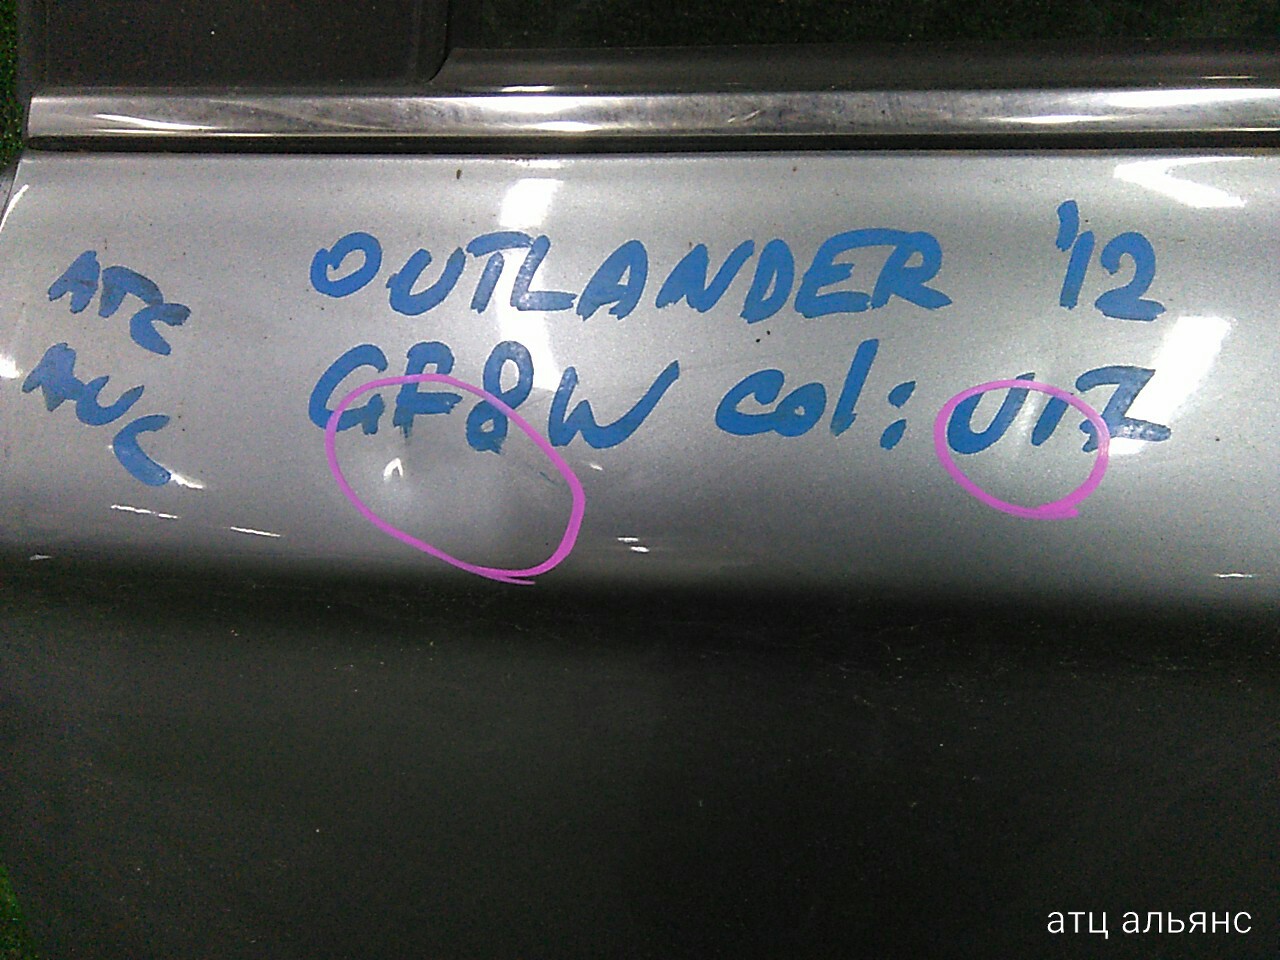 ATC
AUC
OUTLANDER '12
GF8W col: U17
атц альянс